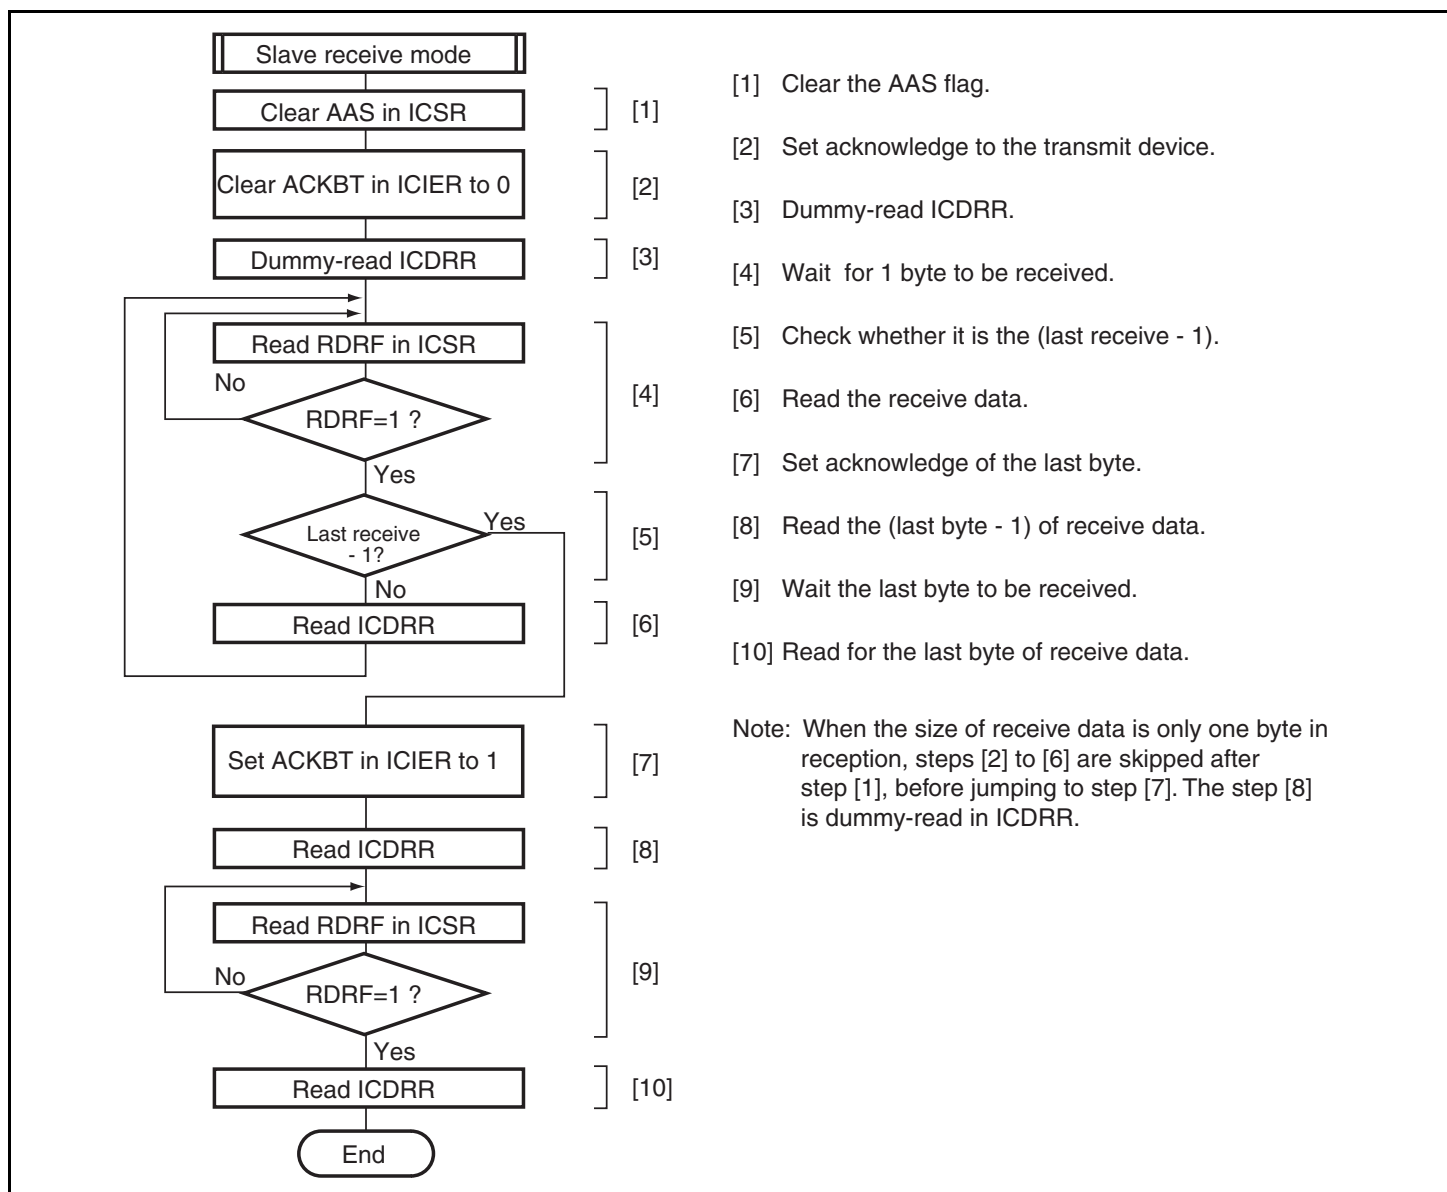 Slave receive mode
Clear AAS in ICSR
[1]
Clear ACKBT in ICIER to 0
[2]
Dummy-read ICDRR
[3]
Read RDRF in ICSR
No
RDRF=1 ?
[4]
Yes
Last receive
- 1?
Yes
[5]
No
Read ICDRR
[6]
Set ACKBT in ICIER to 1
[7]
Read ICDRR
[8]
Read RDRF in ICSR
No
RDRF=1 ?
[9]
Yes
Read ICDRR
[10]
End
[1] Clear the AAS flag.
[2] Set acknowledge to the transmit device.
[3] Dummy-read ICDRR.
[4] Wait for 1 byte to be received.
[5] Check whether it is the (last receive - 1).
[6] Read the receive data.
[7] Set acknowledge of the last byte.
[8] Read the (last byte - 1) of receive data.
[9] Wait the last byte to be received.
[10] Read for the last byte of receive data.
Note: When the size of receive data is only one byte in
reception, steps [2] to [6] are skipped after
step [1], before jumping to step [7]. The step [8]
is dummy-read in ICDRR.